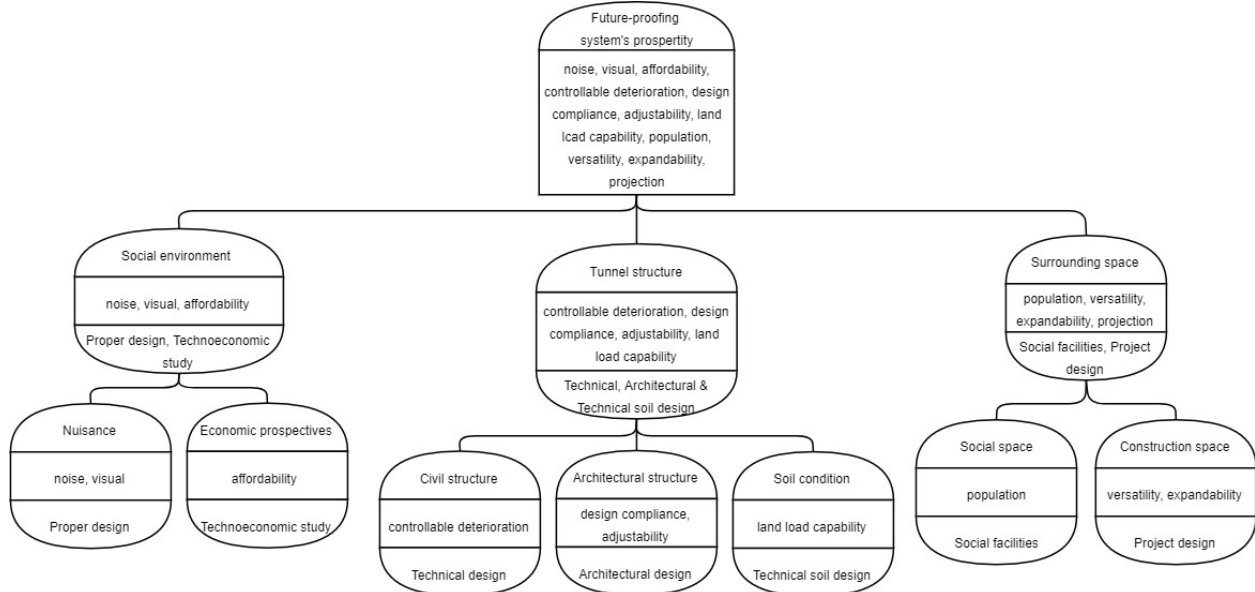 Future-proofing
system's prospertity
noise, visual, affordability,
controllable deterioration, design
compliance, adjustability, land
lcad capability, population,
versatility, expandability,
projection
Social environment
noise, visual, affordability
Proper design, Technoeconomic
study
Tunnel structure
controllable deterioration, design
compliance, adjustability, land
load capability
Technical, Architectural &
Technical soil design
Surrounding space
population, versatility,
expandability, projection
Social facilities, Project
design
Nuisance
noise, visual
Proper design
Economic prospectives
affordability
Technoeconomic study
Civil structure
controllable deterioration
Technical design
Architectural structure
design compliance,
adjustability
Architectural design
Soil condition
land load capability
Technical soil design
Social space
population
Social facilities
Construction space
versatility, expandability
Project design